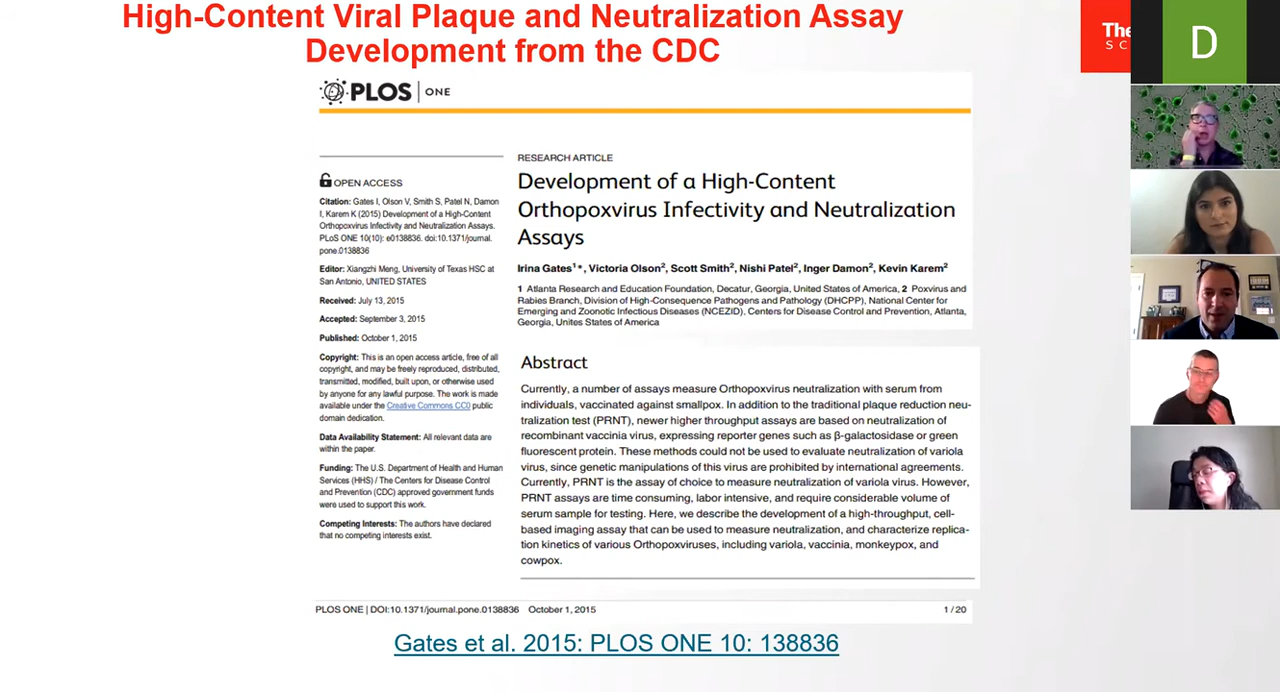 High-Content Viral Plaque and Neutralization Assay
Development from the CDC
The
SC
D
PLOS | ONE
RESEARCH ARTICLE
Development of a High-Content
Orthopoxvirus Infectivity and Neutralization
Assays
Irina Gates1*, Victoria Olson2, Scott Smith2, Nishi Patel2, Inger Damon2, Kevin Karem2
1 Atlanta Research and Education Foundation, Decatur, Georgia, United States of America, 2 Poxvirus and
Rabies Branch, Division of High-Consequence Pathogens and Pathology (DHCPP), National Center for
Emerging and Zoonotic Infectious Diseases (NCEZID), Centers for Disease Control and Prevention, Atlanta,
Georgia, Unites States of America
OPEN ACCESS
Citation: Gates I, Olson V, Smith S, Patel N, Damon
I, Karem K (2015) Development of a High-Content
Orthopoxvirus Infectivity and Neutralization Assays.
PLoS ONE 10(10): e0138836. doi:10.1371/journal.
pone.0138836
Editor: Xiangzhi Meng, University of Texas HSC at
San Antonio, UNITED STATES
Received: July 13, 2015
Accepted: September 3, 2015
Published: October 1, 2015
Copyright: This is an open access article, free of all
copyright, and may be freely reproduced, distributed,
transmitted, modified, built upon, or otherwise used
by anyone for any lawful purpose. The work is made
available under the Creative Commons CC0 public
domain dedication.
Data Availability Statement: All relevant data are
within the paper.
Funding: The U.S. Department of Health and Human
Services (HHS) / The Centers for Disease Control
and Prevention (CDC) approved government funds
were used to support this work.
Competing Interests: The authors have declared
that no competing interests exist.
Abstract
Currently, a number of assays measure Orthopoxvirus neutralization with serum from
individuals, vaccinated against smallpox. In addition to the traditional plaque reduction neu-
tralization test (PRNT), newer higher throughput assays are based on neutralization of
recombinant vaccinia virus, expressing reporter genes such as β-galactosidase or green
fluorescent protein. These methods could not be used to evaluate neutralization of variola
virus, since genetic manipulations of this virus are prohibited by international agreements.
Currently, PRNT is the assay of choice to measure neutralization of variola virus. However,
PRNT assays are time consuming, labor intensive, and require considerable volume of
serum sample for testing. Here, we describe the development of a high-throughput, cell-
based imaging assay that can be used to measure neutralization, and characterize replica-
tion kinetics of various Orthopoxviruses, including variola, vaccinia, monkeypox, and
cowpox.
PLOS ONE | DOI:10.1371/journal.pone.0138836 October 1, 2015
1 / 20
Gates et al. 2015: PLOS ONE 10: 138836